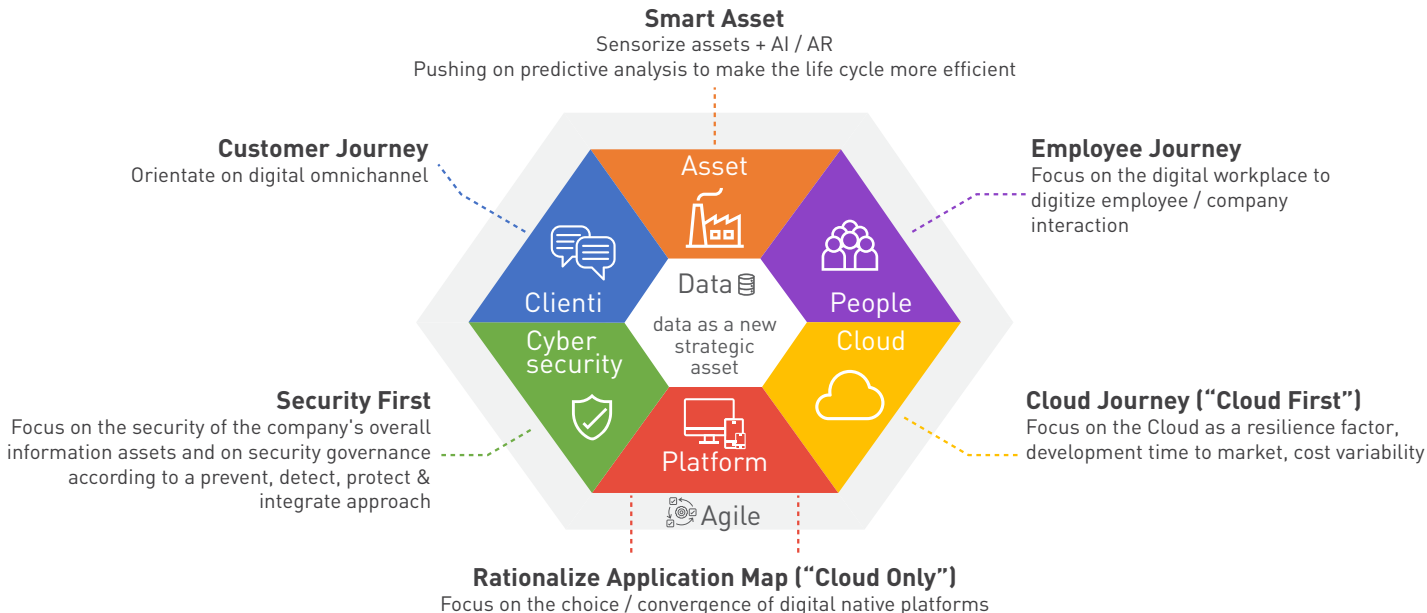 Smart Asset
Sensorize assets + AI / AR
Pushing on predictive analysis to make the life cycle more efficient
Customer Journey
Orientate on digital omnichannel
Employee Journey
Focus on the digital workplace to
digitize employee / company
interaction
Asset
Clienti
People
Data
data as a new
strategic
asset
Cyber
security
Cloud
Platform
Agile
Security First
Focus on the security of the company's overall
information assets and on security governance
according to a prevent, detect, protect &
integrate approach
Cloud Journey (“Cloud First”)
Focus on the Cloud as a resilience factor,
development time to market, cost variability
Rationalize Application Map (“Cloud Only”)
Focus on the choice / convergence of digital native platforms